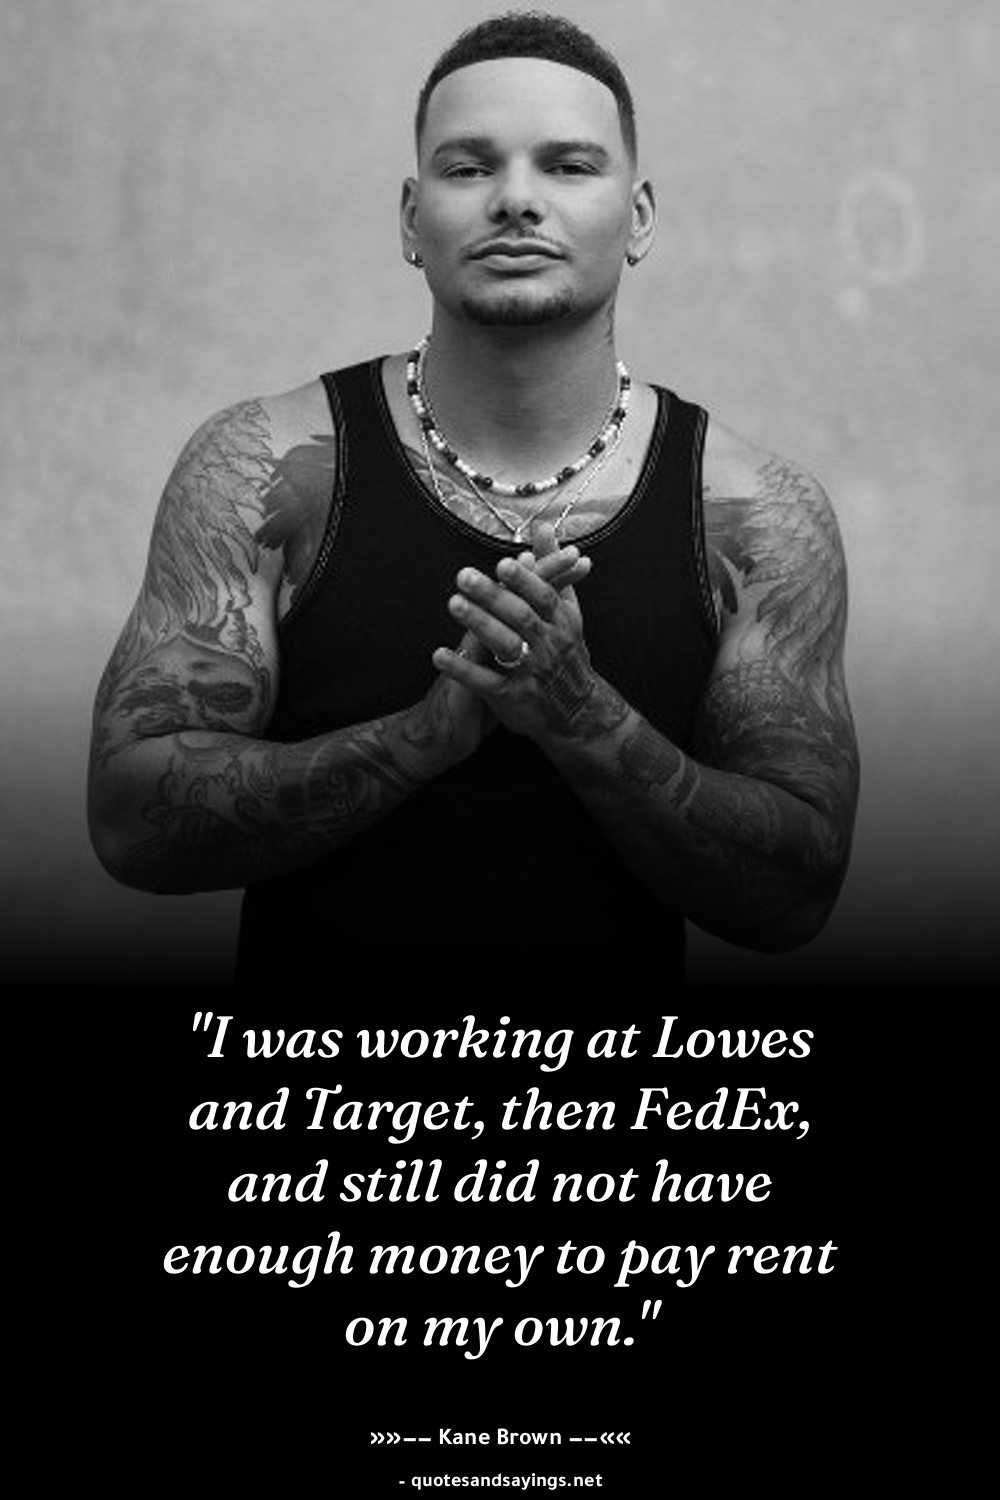 "I was working at Lowes
and Target, then FedEx,
and still did not have
enough money to pay rent
on my own."
»»–– Kane Brown ––««
- quotesandsayings.net